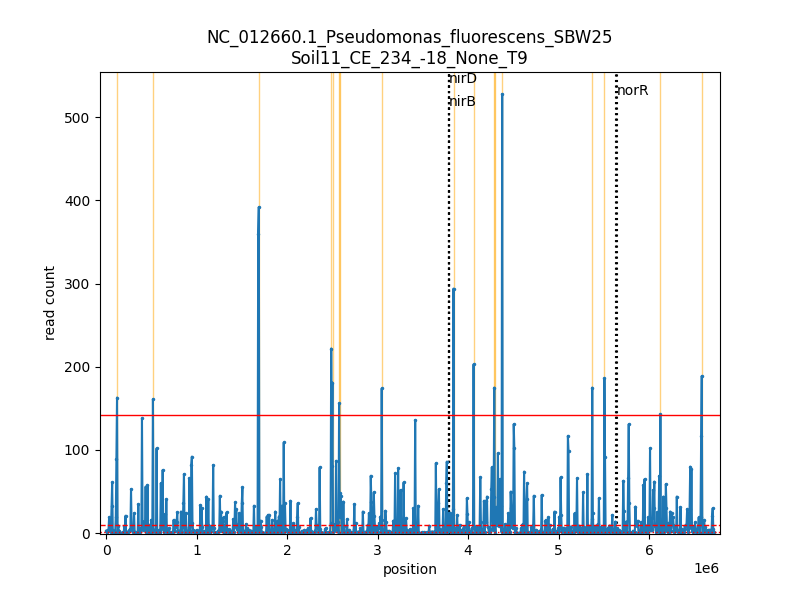 NC_012660.1_Pseudomonas_fluorescens_SBW25
Soil11_CE_234_-18_None_T9
nirD
nirB
norR
500
400
300
200
100
0
read count
0 1 2 3 4 5 6
1e6
position